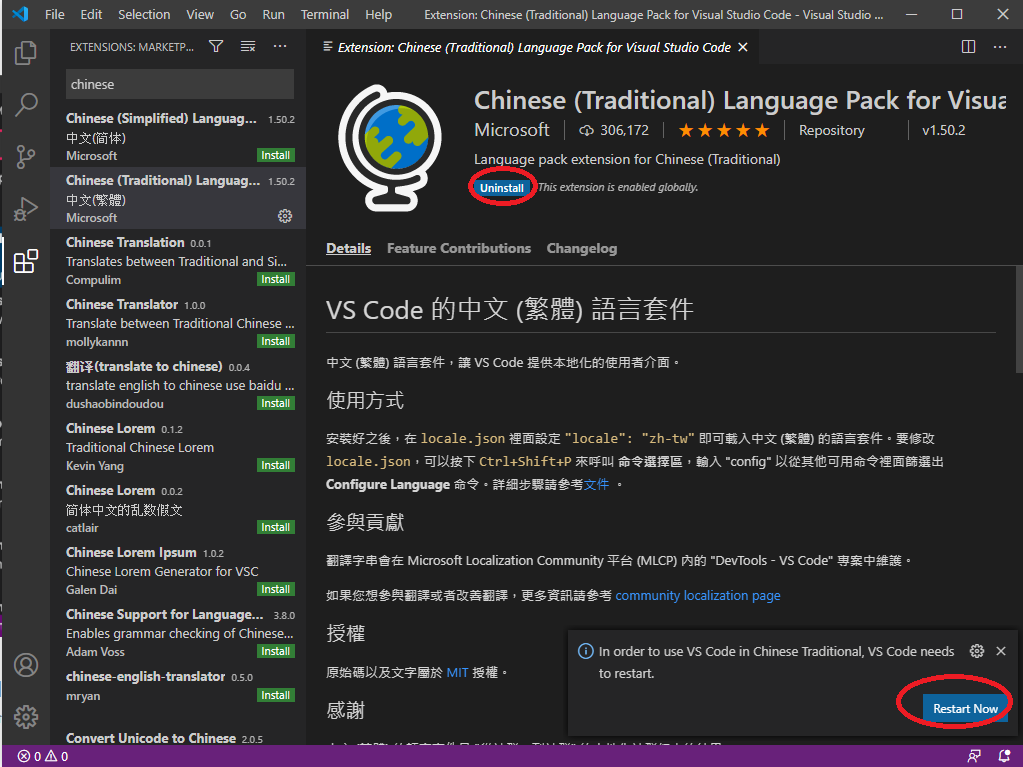 File Edit Selection View Go Run Terminal Help Extension: Chinese (Traditional) Language Pack for Visual Studio Code - Visual Studio ...
EXTENSIONS: MARKETP...
chinese
Chinese (Simplified) Languag... 1.50.2
中文(简体)
Microsoft Install
Chinese (Traditional) Languag... 1.50.2
中文(繁體)
Microsoft
Chinese Translation 0.0.1
Translates between Traditional and Si...
Compulim Install
Chinese Translator 1.0.0
Translate between Traditional Chinese ...
mollykannn Install
翻译(translate to chinese) 0.0.4
translate english to chinese use baidu ...
dushaobindoudou Install
Chinese Lorem 0.1.2
Traditional Chinese Lorem
Kevin Yang Install
Chinese Lorem 0.0.2
简体中文的乱数假文
catlair Install
Chinese Lorem Ipsum 1.0.2
Chinese Lorem Generator for VSC
Galen Dai Install
Chinese Support for Language... 3.8.0
Enables grammar checking of Chinese...
Adam Voss Install
chinese-english-translator 0.5.0
mryan Install
Convert Unicode to Chinese 2.0.5
Extension: Chinese (Traditional) Language Pack for Visual Studio Code
Chinese (Traditional) Language Pack for Visua
Microsoft 306,172 Repository v1.50.2
Language pack extension for Chinese (Traditional)
Uninstall This extension is enabled globally.
Details Feature Contributions Changelog
VS Code 的中文 (繁體) 語言套件
中文 (繁體) 語言套件，讓 VS Code 提供本地化的使用者介面。
使用方式
安裝好之後，在 locale.json 裡面設定 "locale": "zh-tw" 即可載入中文 (繁體) 的語言套件。要修改
locale.json，可以按下 Ctrl+Shift+P 來呼叫 命令選擇區，輸入 "config" 以從其他可用命令裡面篩選出
Configure Language 命令。詳細步驟請參考文件 。
參與貢獻
翻譯字串會在 Microsoft Localization Community 平台 (MLCP) 內的 "DevTools - VS Code" 專案中維護。
如果您想參與翻譯或者改善翻譯，更多資訊請參考 community localization page
授權
原始碼以及文字屬於 MIT 授權。
感謝
In order to use VS Code in Chinese Traditional, VS Code needs
to restart.
Restart Now
0 0